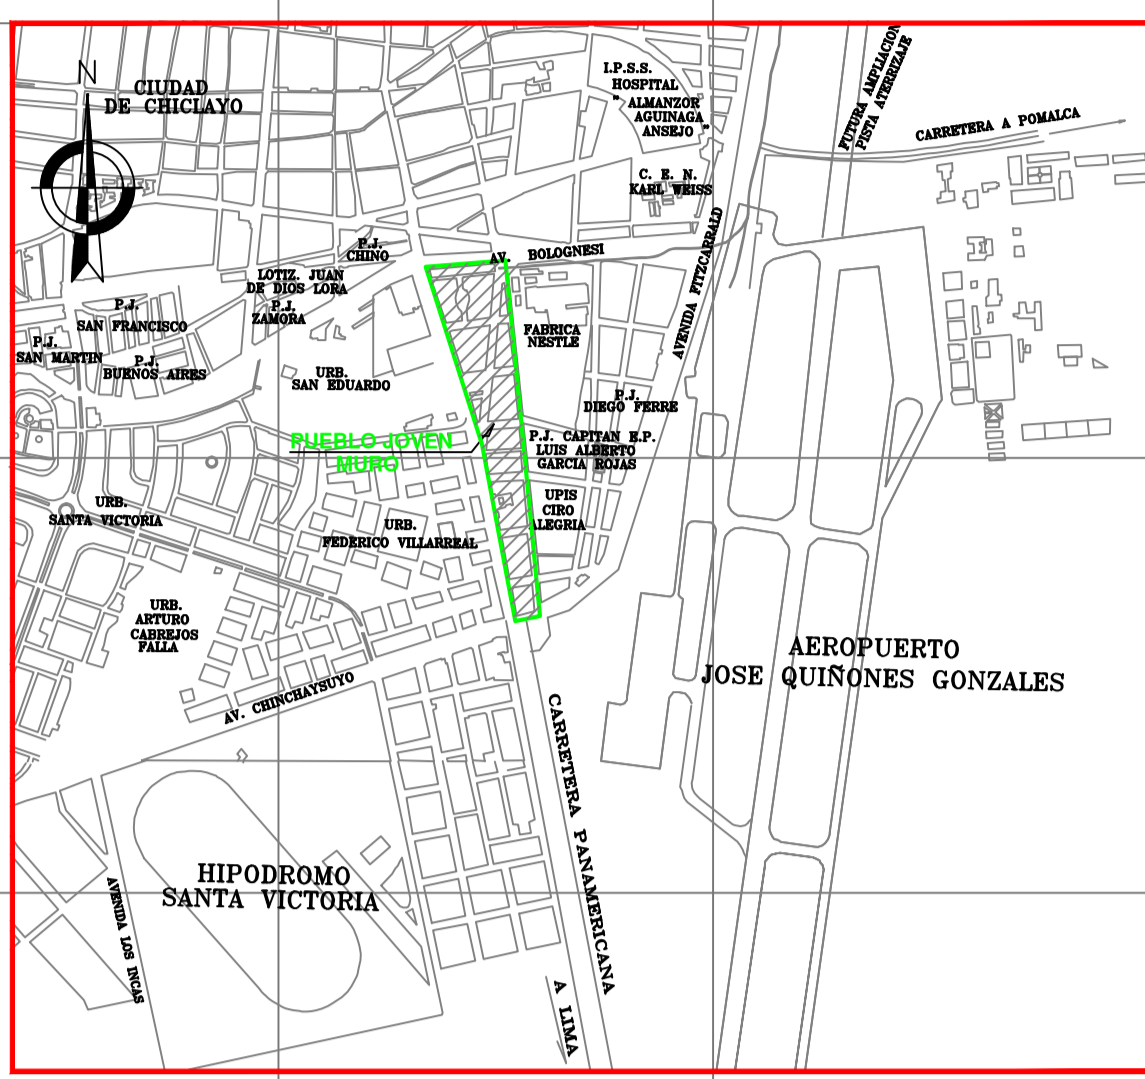 N
CIUDAD
DE CHICLAYO
I.P.S.S.
HOSPITAL
" ALMANZOR
AGUINAGA
ANSEJO "
FUTURA AMPLIACION
PISTA ATERRIZAJE
CARRETERA A POMALCA
C. E. N.
KARL WEISS
P.J.
CHINO
AV. BOLOGNESI
AVENIDA FITZCARRALD
LOTIZ. JUAN
DE DIOS LORA
P.J.
ZAMORA
P.J.
SAN FRANCISCO
P.J.
SAN MARTIN
P.J.
BUENOS AIRES
FABRICA
NESTLE
URB.
SAN EDUARDO
P.J.
DIEGO FERRE
PUEBLO JOVEN
MURO
P.J. CAPITAN E.P.
LUIS ALBERTO
GARCIA ROJAS
URB.
SANTA VICTORIA
UPIS
CIRO
ALEGRIA
URB.
FEDERICO VILLARREAL
URB.
ARTURO
CABREJOS
FALLA
AEROPUERTO
JOSE QUIÑONES GONZALES
AV. CHINCHAYSUYO
CARRETERA PANAMERICANA
HIPODROMO
SANTA VICTORIA
AVENIDA LOS INCAS
A LIMA